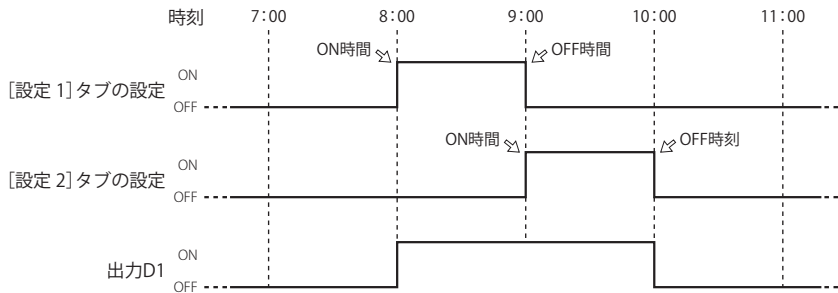 時刻 7:00 8:00 9:00 10:00 11:00
ON時間 OFF時間
[設定 1]タブの設定 ON
OFF
ON時間 OFF時刻
[設定 2]タブの設定 ON
OFF
出力D1 ON
OFF